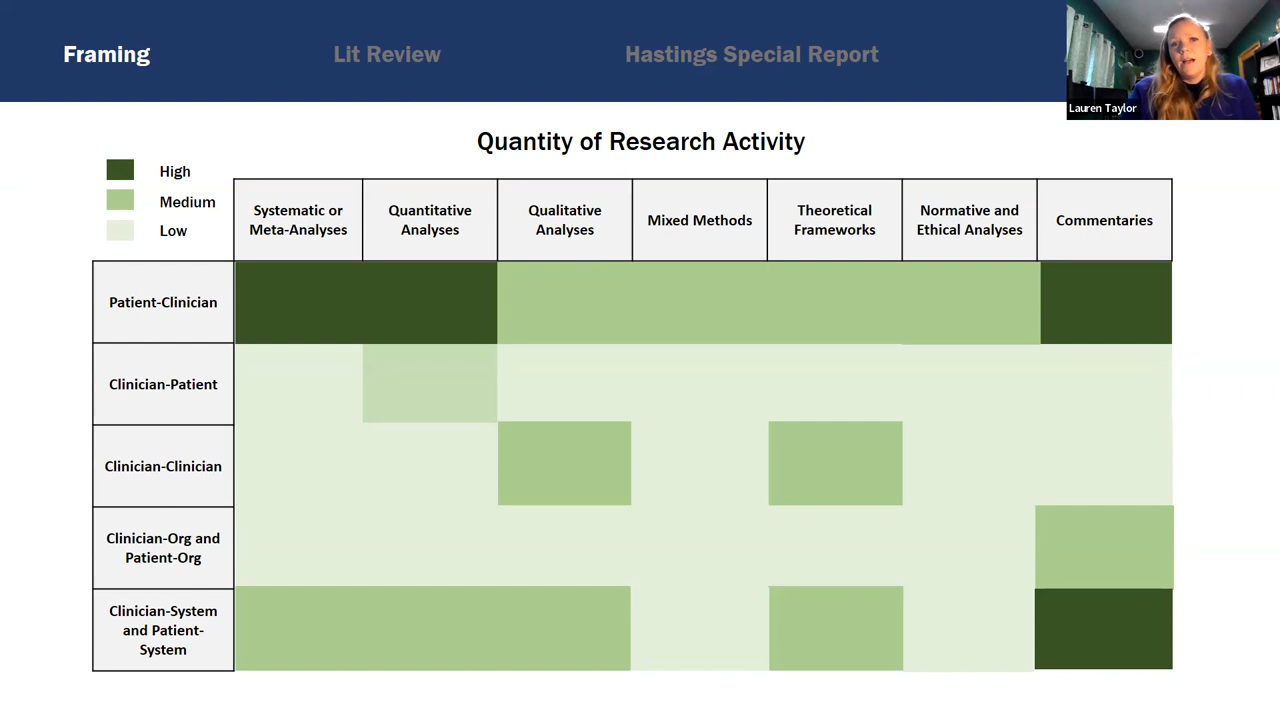 Framing
Lit Review
Hastings Special Report
Lauren Taylor
Quantity of Research Activity
High
Medium
Low
Systematic or
Meta-Analyses
Quantitative
Analyses
Qualitative
Analyses
Mixed Methods
Theoretical
Frameworks
Normative and
Ethical Analyses
Commentaries
Patient-Clinician
Clinician-Patient
Clinician-Clinician
Clinician-Org and
Patient-Org
Clinician-System
and Patient-
System